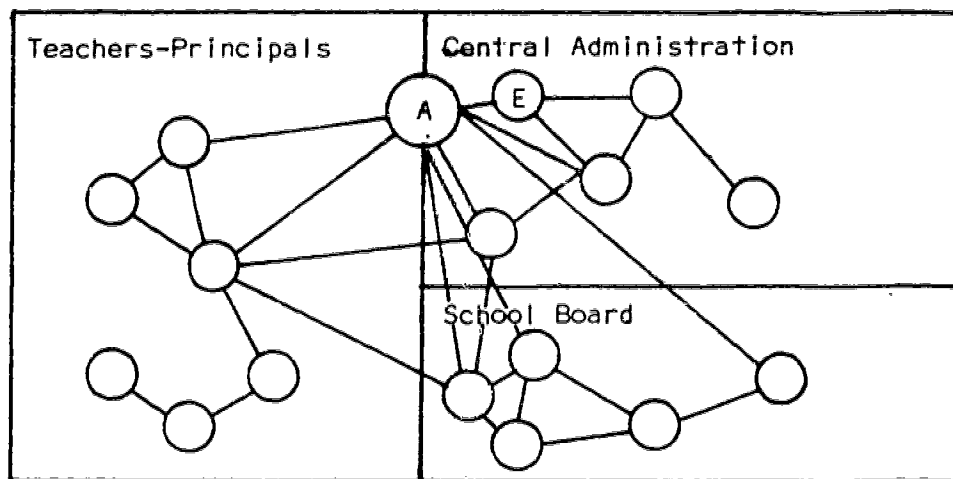 Teachers-Principals
Central Administration
A
E
School Board